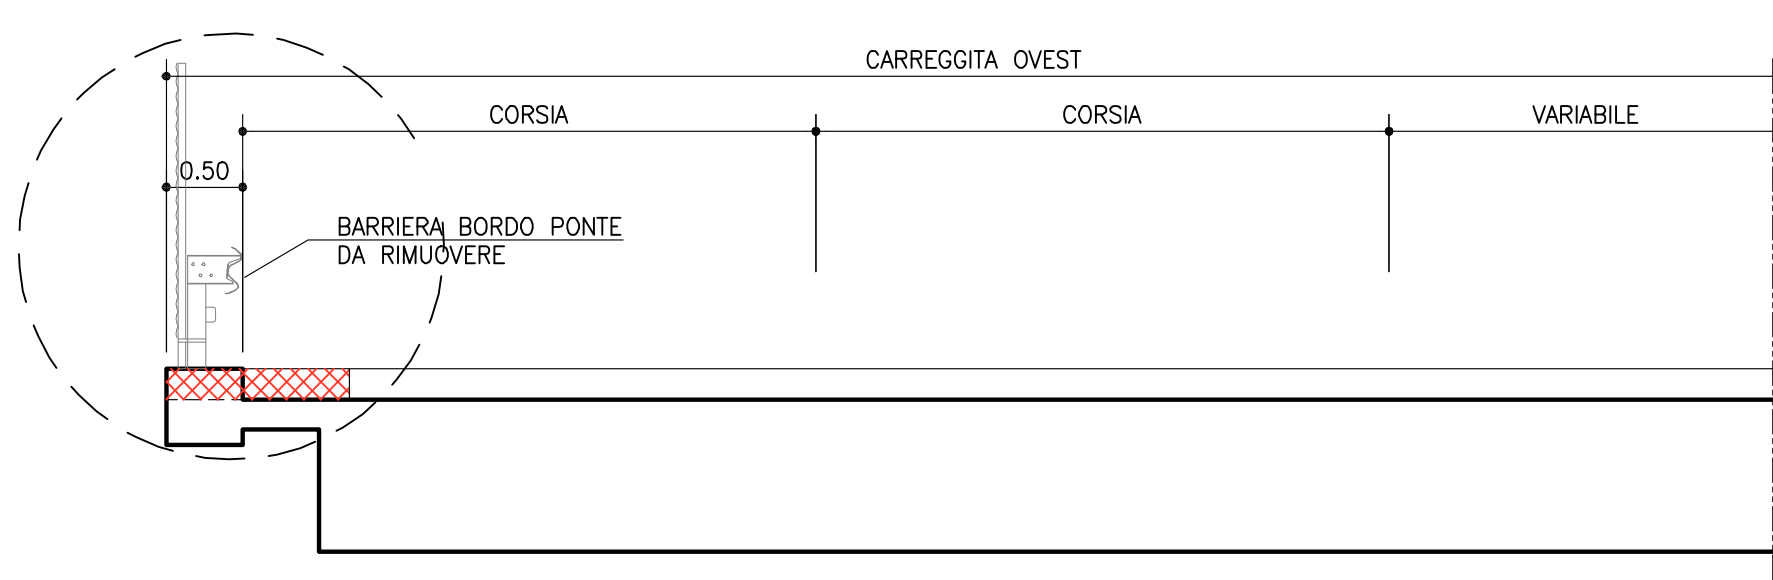 CARREGGITA OVEST
CORSIA
CORSIA
VARIABILE
0.50
BARRIERA BORDO PONTE
DA RIMUOVERE